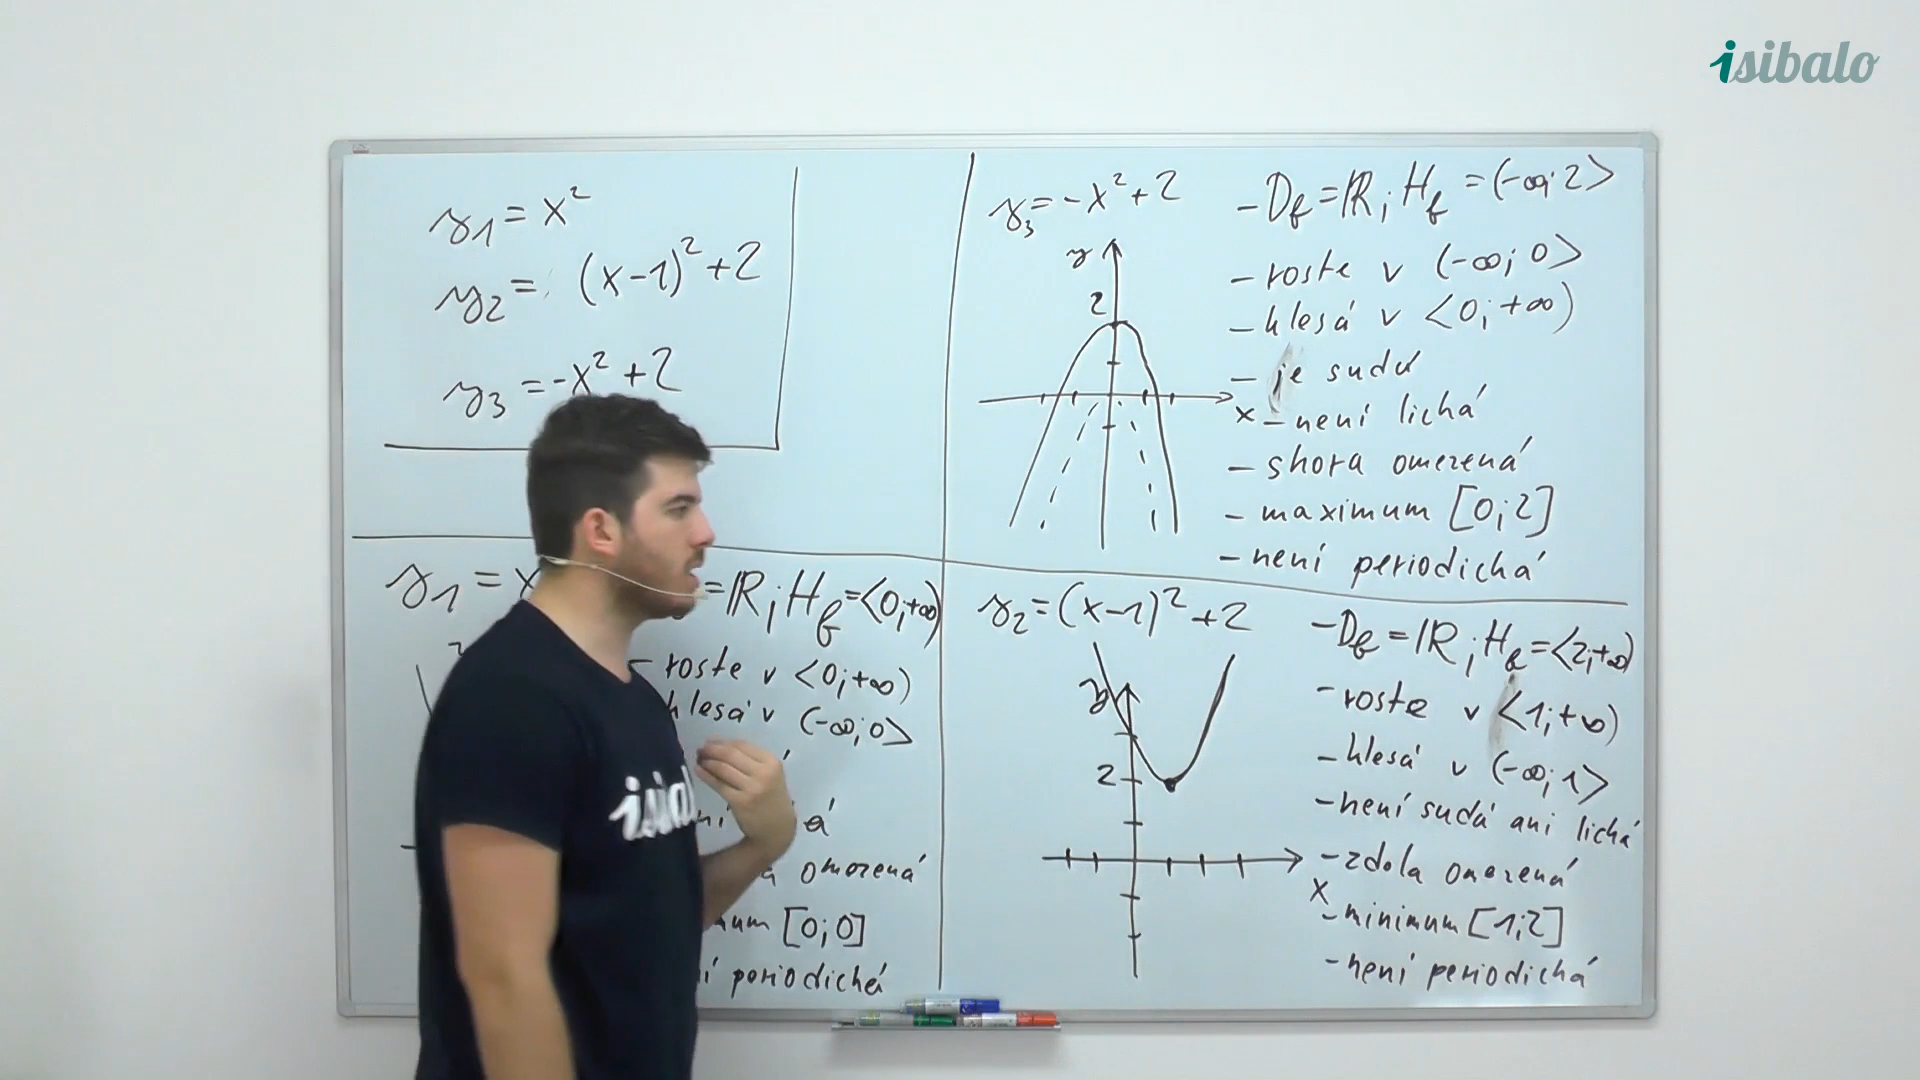 isibalo
y₁ = x²
y₂ = (x-1)² + 2
y₃ = -x² + 2
y₃ = -x² + 2
y
2
x
- Df = ℝ; Hf = (-∞; 2>
- roste v (-∞; 0>
- klesá v <0; +∞)
- je sudá
- není lichá
- shora omezená
- maximum [0; 2]
- není periodická
y₁ = x
= ℝ; Hf = <0; +∞)
- roste v <0; +∞)
klesá v (-∞; 0>
omezená
[0; 0]
periodická
y₂ = (x-1)² + 2
y
2
x
- Df = ℝ; Hf = <2; +∞)
- roste v <1; +∞)
- klesá v (-∞; 1>
- není sudá ani lichá
- zdola omezená
- minimum [1; 2]
- není periodická